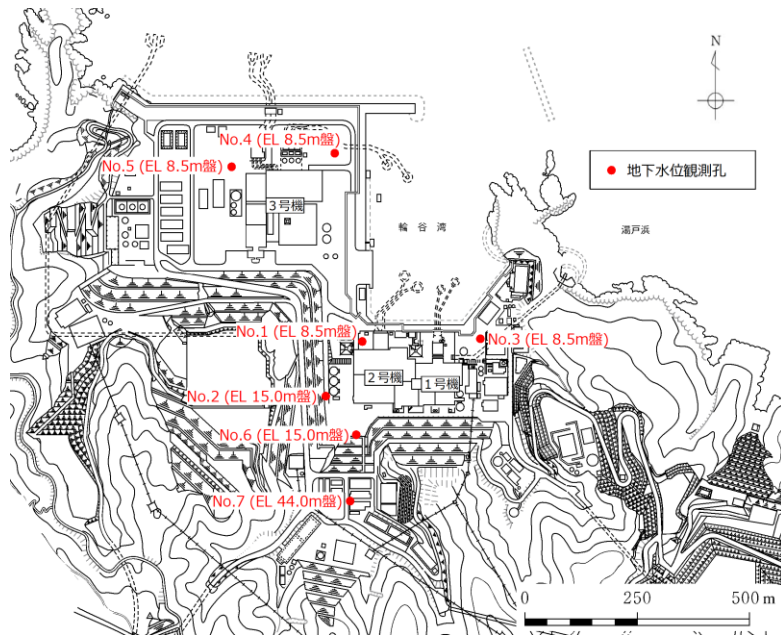 N
No.4 (EL 8.5m盤)
No.5 (EL 8.5m盤)
地下水位観測孔
3号機
輪谷湾
湯戸浜
No.1 (EL 8.5m盤)
No.3 (EL 8.5m盤)
2号機
1号機
No.2 (EL 15.0m盤)
No.6 (EL 15.0m盤)
No.7 (EL 44.0m盤)
0 250 500 m